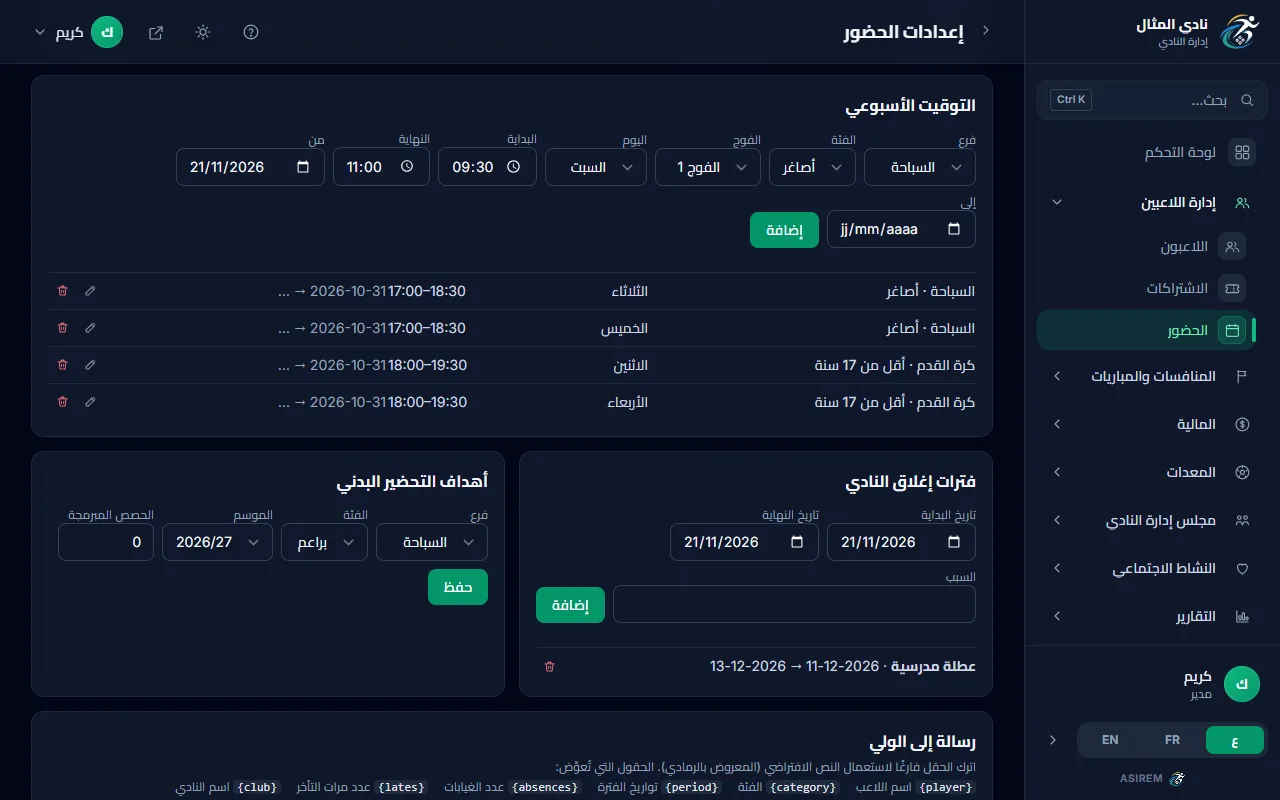 نادي المثال
إدارة النادي
بحث...
Ctrl K
لوحة التحكم
إدارة اللاعبين
اللاعبون
الاشتراكات
الحضور
المنافسات والمباريات
المالية
المعدات
مجلس إدارة النادي
النشاط الاجتماعي
التقارير
ك
كريم
مدير
ع
FR
EN
ASIREM
إعدادات الحضور
ك
كريم
التوقيت الأسبوعي
فرع الفئة الفوج اليوم البداية النهاية من
السباحة أصاغر الفوج 1 السبت 09:30 11:00 21/11/2026
إلى
jj/mm/aaaa إضافة
السباحة · أصاغر الثلاثاء 17:00–18:30 2026-10-31 → ...
السباحة · أصاغر الخميس 17:00–18:30 2026-10-31 → ...
كرة القدم · أقل من 17 سنة الاثنين 18:00–19:30 2026-10-31 → ...
كرة القدم · أقل من 17 سنة الأربعاء 18:00–19:30 2026-10-31 → ...
فترات إغلاق النادي
تاريخ البداية تاريخ النهاية
21/11/2026 21/11/2026
السبب
إضافة
عطلة مدرسية · 11-12-2026 → 13-12-2026
أهداف التحضير البدني
فرع الفئة الموسم الحصص المبرمجة
السباحة براعم 2026/27 0
حفظ
رسالة إلى الولي
اترك الحقل فارغًا لاستعمال النص الافتراضي (المعروض بالرمادي). الحقول التي تُعوَّض:
{player} اسم اللاعب {category} الفئة {period} تواريخ الفترة {absences} عدد الغيابات {lates} عدد مرات التأخر {club} اسم النادي